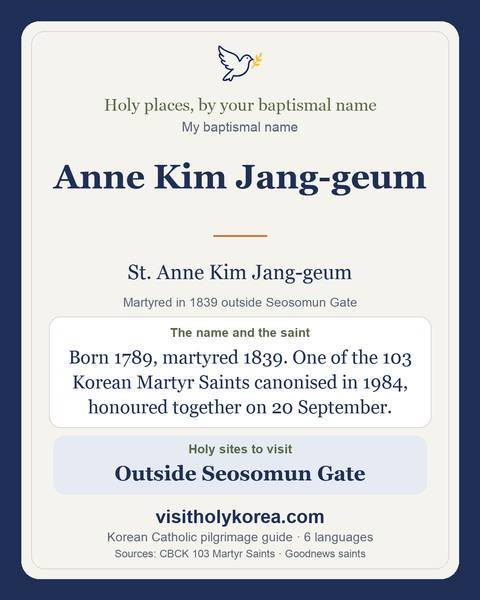 Holy places, by your baptismal name
My baptismal name
Anne Kim Jang-geum
St. Anne Kim Jang-geum
Martyred in 1839 outside Seosomun Gate
The name and the saint
Born 1789, martyred 1839. One of the 103
Korean Martyr Saints canonised in 1984,
honoured together on 20 September.
Holy sites to visit
Outside Seosomun Gate
visitholykorea.com
Korean Catholic pilgrimage guide · 6 languages
Sources: CBCK 103 Martyr Saints · Goodnews saints